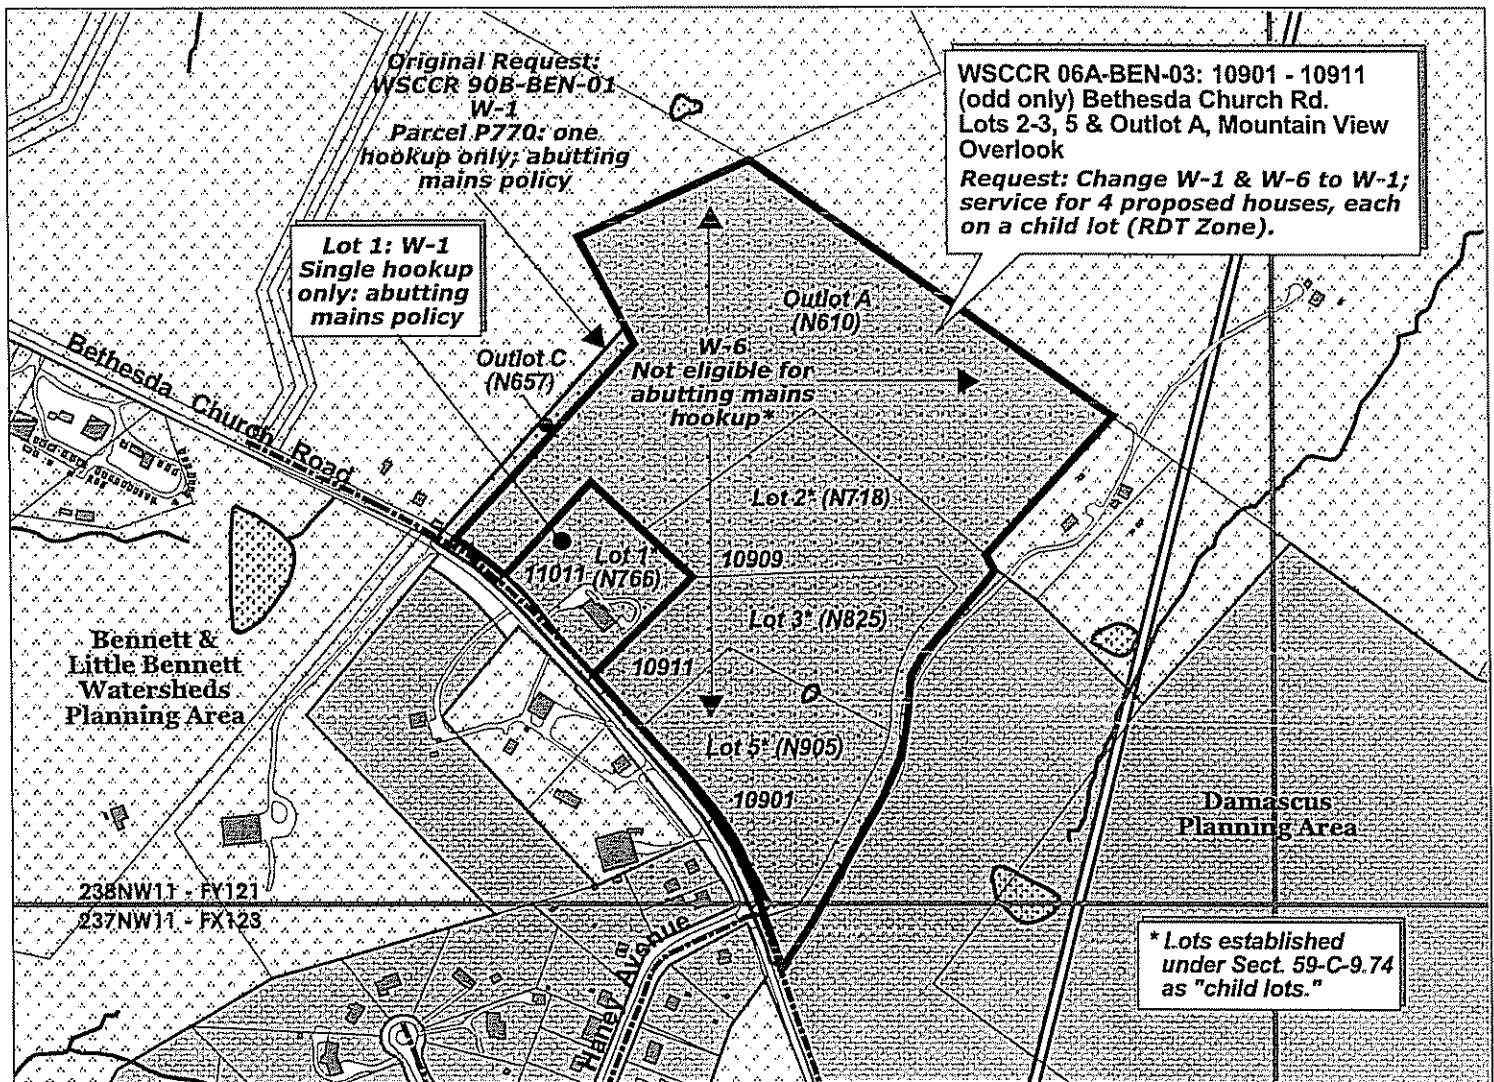 Original Request:
WSCCR 90B-BEN-01
W-1
Parcel P770: one
hookup only; abutting
mains policy
WSCCR 06A-BEN-03: 10901 - 10911
(odd only) Bethesda Church Rd.
Lots 2-3, 5 & Outlot A, Mountain View
Overlook
Request: Change W-1 & W-6 to W-1;
service for 4 proposed houses, each
on a child lot (RDT Zone).
Lot 1: W-1
Single hookup
only: abutting
mains policy
Outlot A
(N610)
Bethesda Church Road
Outlot C
(N657)
W-6
Not eligible for
abutting mains
hookup*
Lot 2* (N718)
Lot 1*
(N766)
11011
10909
Lot 3* (N825)
10911
Bennett &
Little Bennett
Watersheds
Planning Area
Lot 5* (N905)
10901
Damascus
Planning Area
238NW11 - FY121
237NW11 - FX123
Haney Avenue
* Lots established
under Sect. 59-C-9.74
as "child lots."